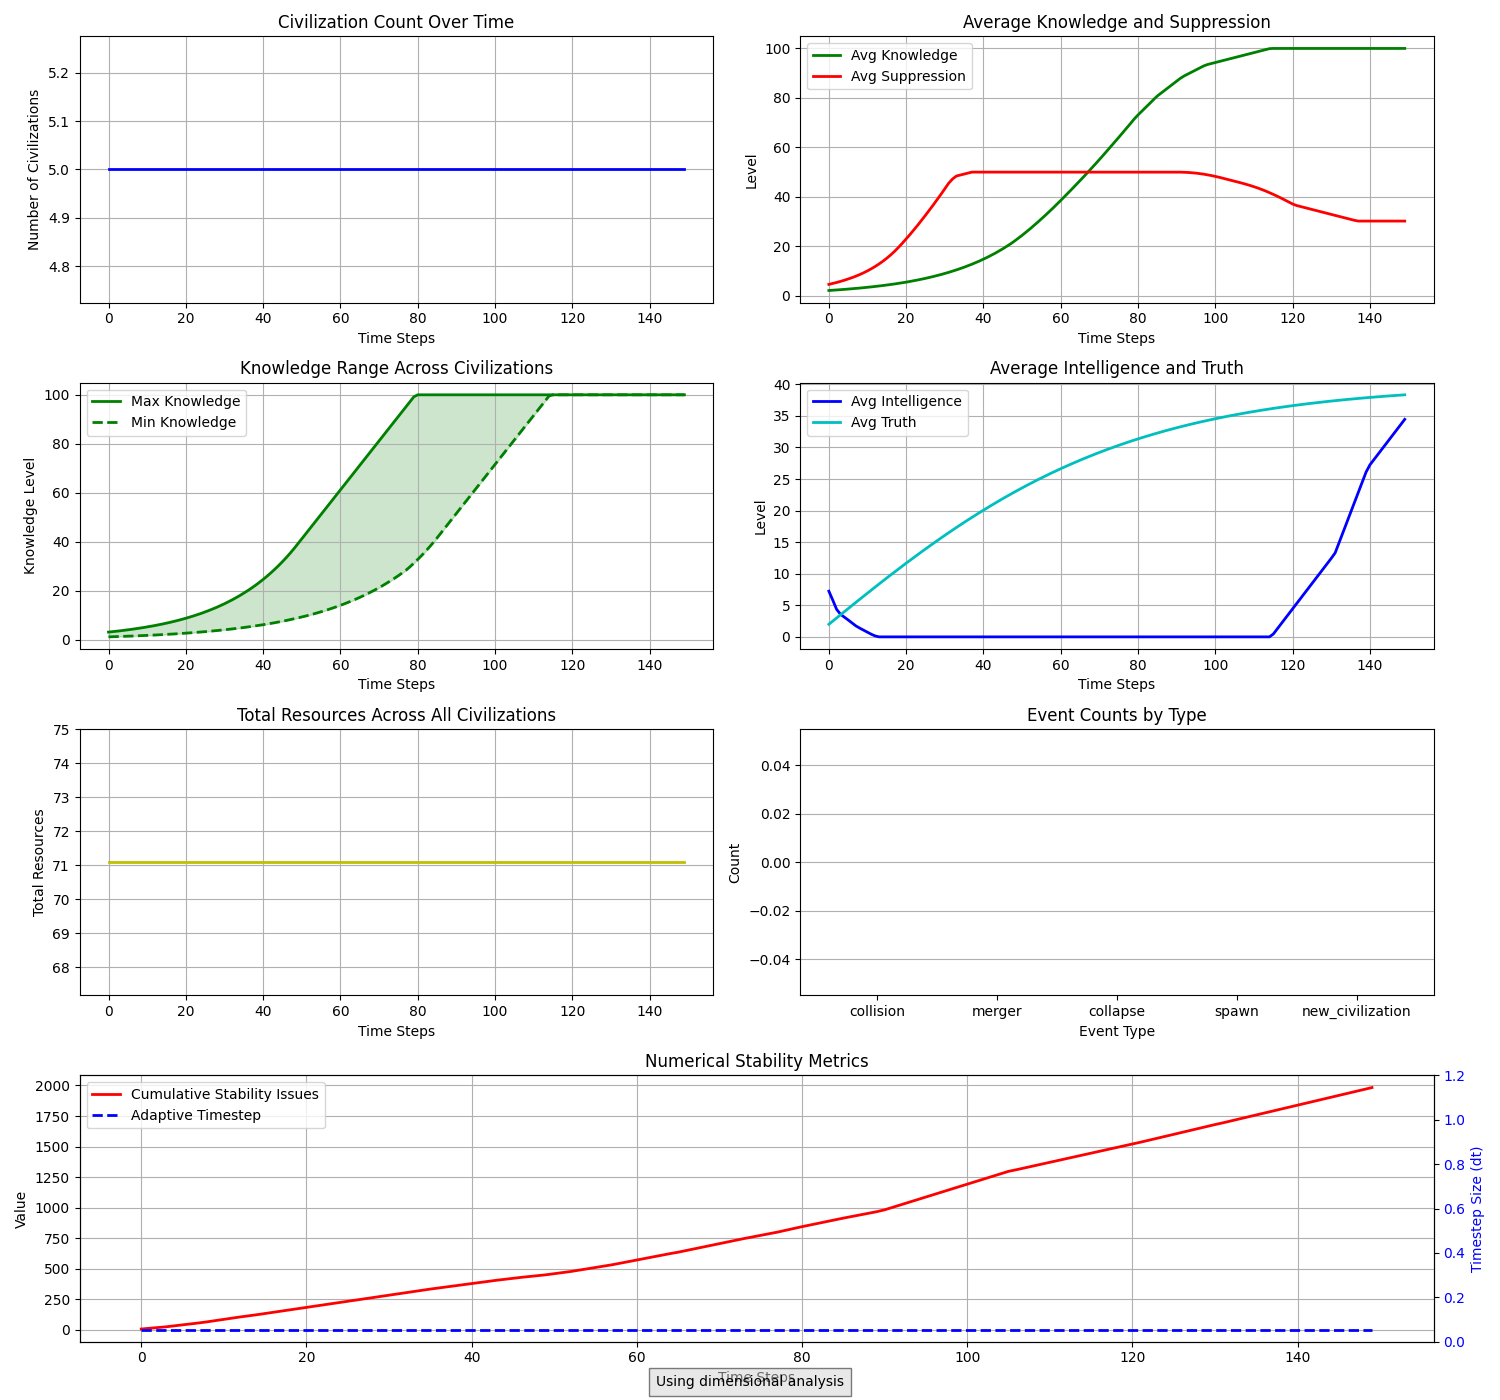 Civilization Count Over Time
Number of Civilizations
5.2
5.1
5.0
4.9
4.8
0 20 40 60 80 100 120 140
Time Steps
Average Knowledge and Suppression
Avg Knowledge
Avg Suppression
Level
100
80
60
40
20
0
0 20 40 60 80 100 120 140
Time Steps
Knowledge Range Across Civilizations
Max Knowledge
Min Knowledge
Knowledge Level
100
80
60
40
20
0
0 20 40 60 80 100 120 140
Time Steps
Average Intelligence and Truth
Avg Intelligence
Avg Truth
Level
40
35
30
25
20
15
10
5
0
0 20 40 60 80 100 120 140
Time Steps
Total Resources Across All Civilizations
Total Resources
75
74
73
72
71
70
69
68
0 20 40 60 80 100 120 140
Time Steps
Event Counts by Type
Count
0.04
0.02
0.00
−0.02
−0.04
collision merger collapse spawn new_civilization
Event Type
Numerical Stability Metrics
Cumulative Stability Issues
Adaptive Timestep
Value
2000
1750
1500
1250
1000
750
500
250
0
1.2
1.0
0.8
0.6
0.4
0.2
0.0
Timestep Size (dt)
0 20 40 60 80 100 120 140
Time Steps
Using dimensional analysis